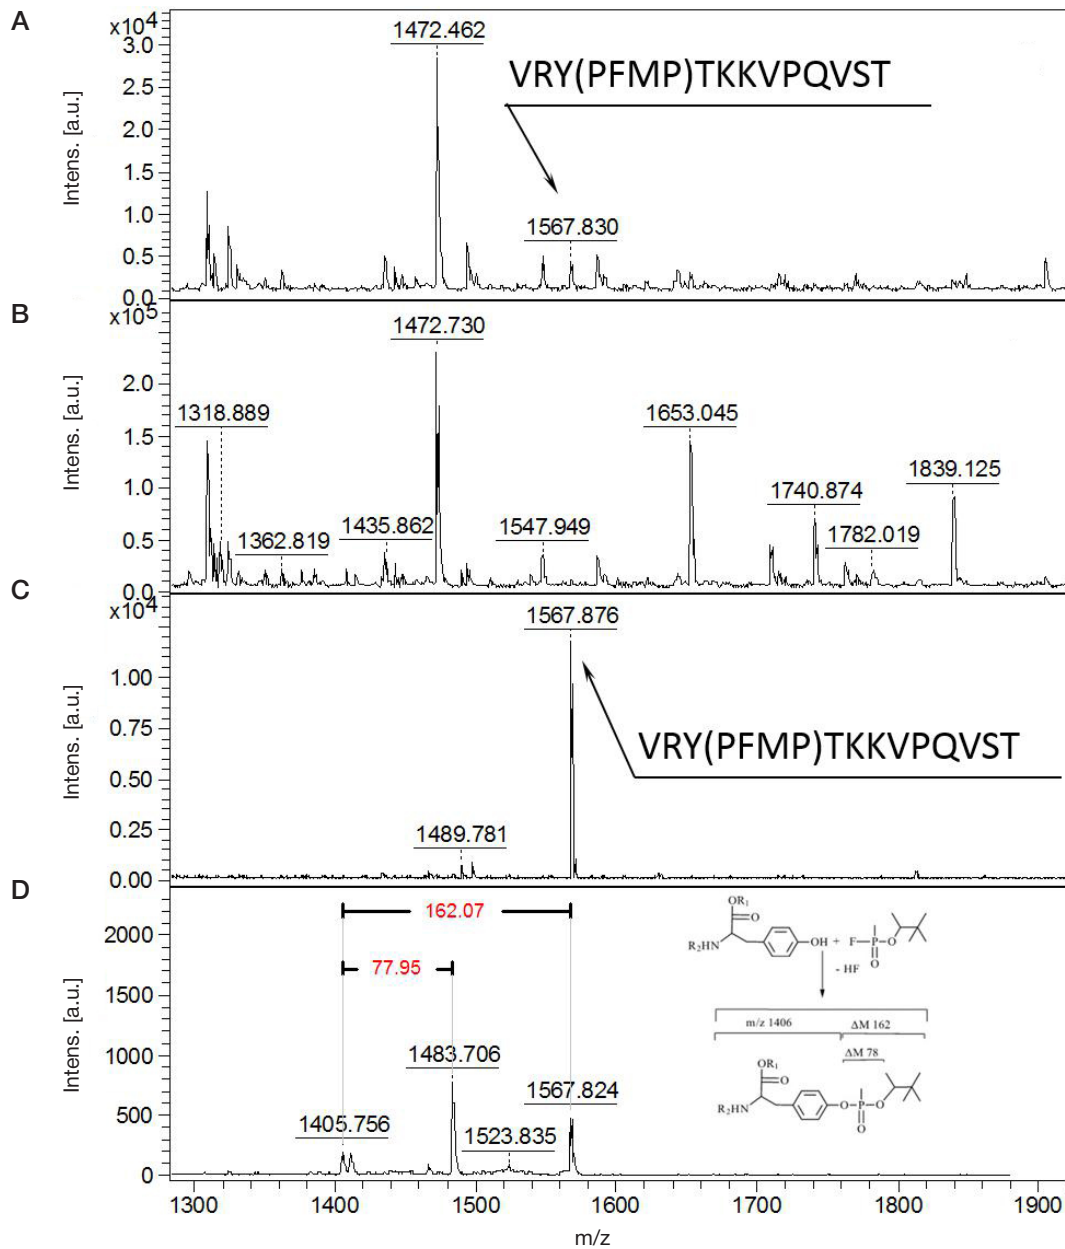 A
x10⁴
3.0
2.5
2.0
1.5
1.0
0.5
0.0
Intens. [a.u.]
1472.462
VRY(PFMP)TKKVPQVST
1567.830
B
x10⁵
2.0
1.5
1.0
0.5
0.0
Intens. [a.u.]
1472.730
1318.889
1653.045
1839.125
1740.874
1435.862
1547.949
1782.019
1362.819
C
x10⁴
1.00
0.75
0.50
0.25
0.00
Intens. [a.u.]
1567.876
VRY(PFMP)TKKVPQVST
1489.781
D
2000
1500
1000
500
0
Intens. [a.u.]
162.07
77.95
1483.706
1567.824
1405.756
1523.835
OR₁
O
R₂HN
OH + F P O
O
- HF
m/z 1406
ΔM 162
ΔM 78
OR₁
O
R₂HN
O P O
O
1300 1400 1500 1600 1700 1800 1900
m/z